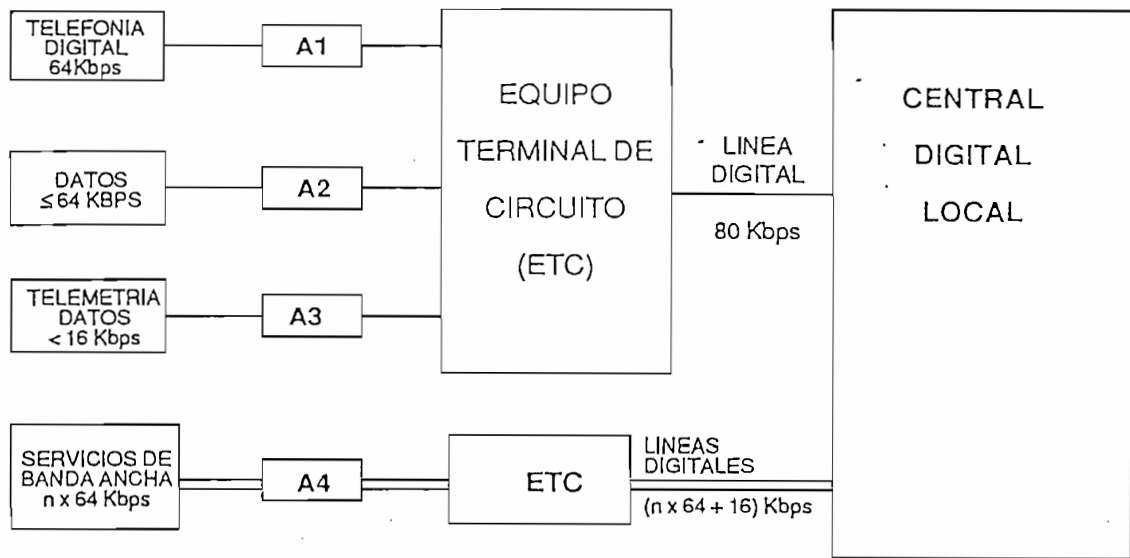 TELEFONIA
DIGITAL
64Kbps
A1
EQUIPO
TERMINAL DE
CIRCUITO
(ETC)
LINEA
DIGITAL
80 Kbps
CENTRAL
DIGITAL
LOCAL
DATOS
≤64 KBPS
A2
TELEMETRIA
DATOS
< 16 Kbps
A3
SERVICIOS DE
BANDA ANCHA
n x 64 Kbps
A4
ETC
LINEAS
DIGITALES
(n x 64 + 16) Kbps